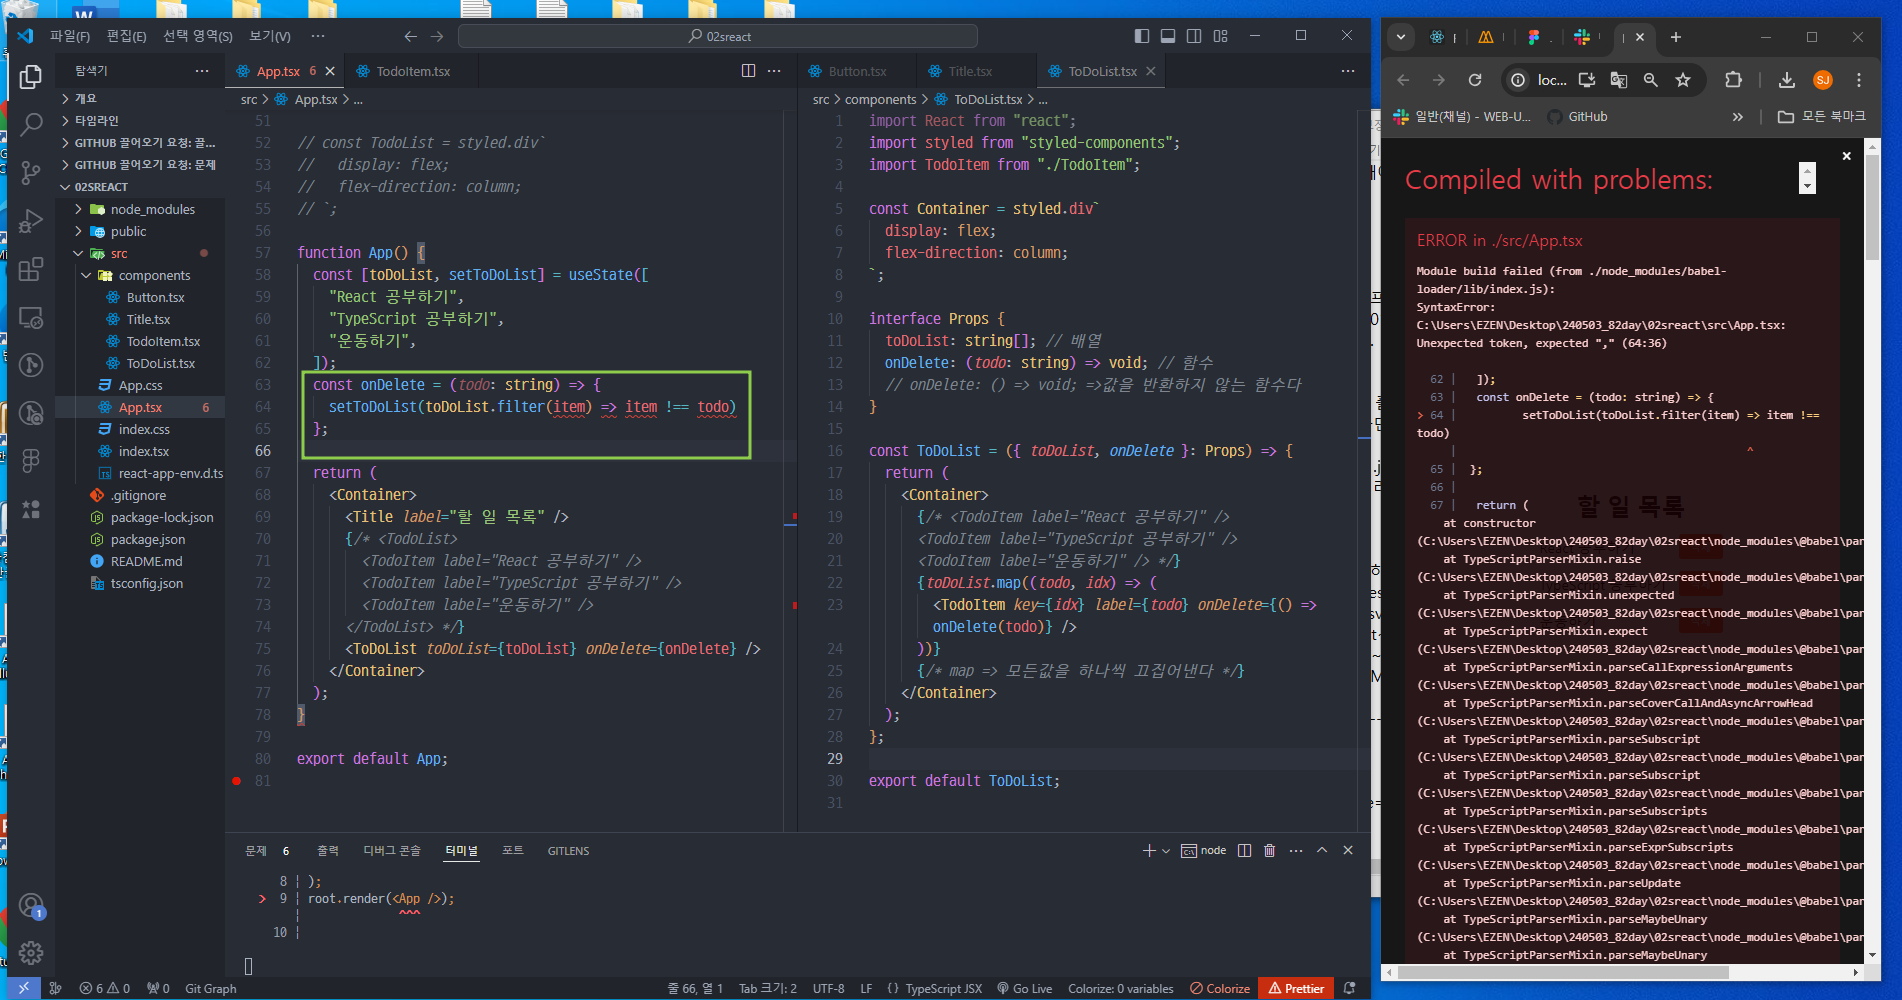 파일(F) 편집(E) 선택 영역(S) 보기(V) ··· 02sreact
탐색기
개요
타임라인
GITHUB 끌어오기 요청: 끌...
GITHUB 끌어오기 요청: 문제
02SREACT
node_modules
public
src
components
Button.tsx
Title.tsx
TodoItem.tsx
ToDoList.tsx
App.css
App.tsx 6
index.css
index.tsx
react-app-env.d.ts
.gitignore
package-lock.json
package.json
README.md
tsconfig.json
App.tsx 6 TodoItem.tsx
src > App.tsx > ...
51
52 // const TodoList = styled.div`
53 //   display: flex;
54 //   flex-direction: column;
55 // `;
56
57 function App() {
58   const [toDoList, setToDoList] = useState([
59     "React 공부하기",
60     "TypeScript 공부하기",
61     "운동하기",
62   ]);
63   const onDelete = (todo: string) => {
64     setToDoList(toDoList.filter(item) => item !== todo)
65   };
66
67   return (
68     <Container>
69       <Title label="할 일 목록" />
70       {/* <TodoList>
71         <TodoItem label="React 공부하기" />
72         <TodoItem label="TypeScript 공부하기" />
73         <TodoItem label="운동하기" />
74       </TodoList> */}
75       <ToDoList toDoList={toDoList} onDelete={onDelete} />
76     </Container>
77   );
78 }
79
80 export default App;
81
Button.tsx Title.tsx ToDoList.tsx
src > components > ToDoList.tsx > ...
1 import React from "react";
2 import styled from "styled-components";
3 import TodoItem from "./TodoItem";
4
5 const Container = styled.div`
6   display: flex;
7   flex-direction: column;
8 `;
9
10 interface Props {
11   toDoList: string[]; // 배열
12   onDelete: (todo: string) => void; // 함수
13   // onDelete: () => void; =>값을 반환하지 않는 함수다
14 }
15
16 const ToDoList = ({ toDoList, onDelete }: Props) => {
17   return (
18     <Container>
19       {/* <TodoItem label="React 공부하기" />
20       <TodoItem label="TypeScript 공부하기" />
21       <TodoItem label="운동하기" /> */}
22       {toDoList.map((todo, idx) => (
23         <TodoItem key={idx} label={todo} onDelete={() =>
onDelete(todo)} />
24       ))}
25       {/* map => 모든값을 하나씩 끄집어낸다 */}
26     </Container>
27   );
28 };
29
30 export default ToDoList;
31
문제 6 출력 디버그 콘솔 터미널 포트 GITLENS node
8 | );
> 9 | root.render(<App />);
| ^^^
10 |
6 0 0 Git Graph 줄 66, 열 1 Tab 크기: 2 UTF-8 LF {} TypeScript JSX Go Live Colorize: 0 variables Colorize Prettier
loc... SJ
일반(채널) - WEB-U... GitHub » 모든 북마크
Compiled with problems:
ERROR in ./src/App.tsx
Module build failed (from ./node_modules/babel-
loader/lib/index.js):
SyntaxError:
C:\Users\EZEN\Desktop\240503_82day\02sreact\src\App.tsx:
Unexpected token, expected "," (64:36)
62 | ]);
63 | const onDelete = (todo: string) => {
> 64 | setToDoList(toDoList.filter(item) => item !==
todo)
| ^
65 | };
66 |
67 | return (
할 일 목록
at constructor
(C:\Users\EZEN\Desktop\240503_82day\02sreact\node_modules\@babel\par
at TypeScriptParserMixin.raise
(C:\Users\EZEN\Desktop\240503_82day\02sreact\node_modules\@babel\par
at TypeScriptParserMixin.unexpected
(C:\Users\EZEN\Desktop\240503_82day\02sreact\node_modules\@babel\par
at TypeScriptParserMixin.expect
(C:\Users\EZEN\Desktop\240503_82day\02sreact\node_modules\@babel\par
at TypeScriptParserMixin.parseCallExpressionArguments
(C:\Users\EZEN\Desktop\240503_82day\02sreact\node_modules\@babel\par
at TypeScriptParserMixin.parseCoverCallAndAsyncArrowHead
(C:\Users\EZEN\Desktop\240503_82day\02sreact\node_modules\@babel\par
at TypeScriptParserMixin.parseSubscript
(C:\Users\EZEN\Desktop\240503_82day\02sreact\node_modules\@babel\par
at TypeScriptParserMixin.parseSubscript
(C:\Users\EZEN\Desktop\240503_82day\02sreact\node_modules\@babel\par
at TypeScriptParserMixin.parseSubscripts
(C:\Users\EZEN\Desktop\240503_82day\02sreact\node_modules\@babel\par
at TypeScriptParserMixin.parseExprSubscripts
(C:\Users\EZEN\Desktop\240503_82day\02sreact\node_modules\@babel\par
at TypeScriptParserMixin.parseUpdate
(C:\Users\EZEN\Desktop\240503_82day\02sreact\node_modules\@babel\par
at TypeScriptParserMixin.parseMaybeUnary
(C:\Users\EZEN\Desktop\240503_82day\02sreact\node_modules\@babel\par
at TypeScriptParserMixin.parseMaybeUnary